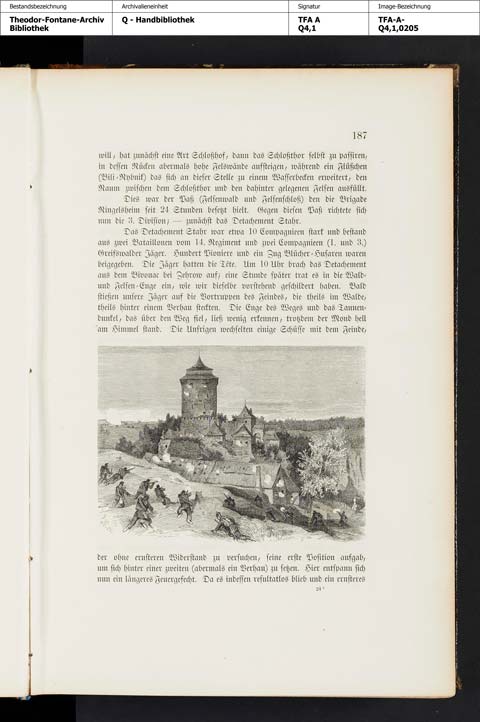 Bestandsbezeichnung
Theodor-Fontane-Archiv
Bibliothek
Archivalieneinheit
Q - Handbibliothek
Signatur
TFA A
Q4,1
Image-Bezeichnung
TFA-A-
Q4,1,0205
187
will, hat zunächst eine Art Schloßhof, dann das Schloßthor selbst zu passiren,
in dessen Rücken abermals hohe Felswände aufsteigen, während ein Flüßchen
(Bili-Rybnik) das sich an dieser Stelle zu einem Wasserbecken erweitert, den
Raum zwischen dem Schloßthor und den dahinter gelegenen Felsen ausfüllt.
Dies war der Paß (Felsenwald und Felsenschloß) den die Brigade
Ringelsheim seit 24 Stunden besetzt hielt. Gegen diesen Paß richtete sich
nun die 3. Division; — zunächst das Detachement Stahr.
Das Detachement Stahr war etwa 10 Compagnieen stark und bestand
aus zwei Bataillonen vom 14. Regiment und zwei Compagnieen (1. und 3.)
Greifswalder Jäger. Hundert Pioniere und ein Zug Blücher-Husaren waren
beigegeben. Die Jäger hatten die Tête. Um 10 Uhr brach das Detachement
aus dem Bivouac bei Zehrow auf; eine Stunde später trat es in die Wald-
und Felsen-Enge ein, wie wir dieselbe vorstehend geschildert haben. Bald
stießen unsere Jäger auf die Vortruppen des Feindes, die theils im Walde,
theils hinter einem Verhau steckten. Die Enge des Weges und das Tannen-
dunkel, das über den Weg fiel, ließ wenig erkennen, trotzdem der Mond hell
am Himmel stand. Die Unsrigen wechselten einige Schüsse mit dem Feinde,
der ohne ernsteren Widerstand zu versuchen, seine erste Position aufgab,
um sich hinter einer zweiten (abermals ein Verhau) zu setzen. Hier entspann sich
nun ein längeres Feuergefecht. Da es indessen resultatlos blieb und ein ernsteres
24*